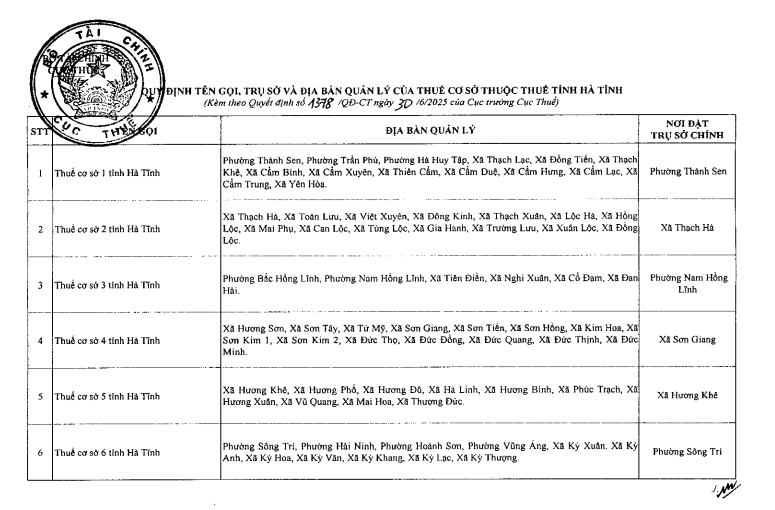 BỘ TÀI CHÍNH
CỤC THUẾ
QUY ĐỊNH TÊN GỌI, TRỤ SỞ VÀ ĐỊA BÀN QUẢN LÝ CỦA THUẾ CƠ SỞ THUỘC THUẾ TỈNH HÀ TĨNH
(Kèm theo Quyết định số 1378 /QĐ-CT ngày 30 /6/2025 của Cục trưởng Cục Thuế)
STT TÊN GỌI ĐỊA BÀN QUẢN LÝ NƠI ĐẶT
TRỤ SỞ CHÍNH
1 Thuế cơ sở 1 tỉnh Hà Tĩnh
Phường Thành Sen, Phường Trần Phú, Phường Hà Huy Tập, Xã Thạch Lạc, Xã Đồng Tiến, Xã Thạch
Khê, Xã Cẩm Bình, Xã Cẩm Xuyên, Xã Thiên Cầm, Xã Cẩm Duệ, Xã Cẩm Hưng, Xã Cẩm Lạc, Xã
Cẩm Trung, Xã Yên Hòa.
Phường Thành Sen
2 Thuế cơ sở 2 tỉnh Hà Tĩnh
Xã Thạch Hà, Xã Toàn Lưu, Xã Việt Xuyên, Xã Đông Kinh, Xã Thạch Xuân, Xã Lộc Hà, Xã Hồng
Lộc, Xã Mai Phụ, Xã Can Lộc, Xã Tùng Lộc, Xã Gia Hanh, Xã Trường Lưu, Xã Xuân Lộc, Xã Đồng
Lộc.
Xã Thạch Hà
3 Thuế cơ sở 3 tỉnh Hà Tĩnh
Phường Bắc Hồng Lĩnh, Phường Nam Hồng Lĩnh, Xã Tiên Điền, Xã Nghi Xuân, Xã Cổ Đạm, Xã Đan
Hải.
Phường Nam Hồng
Lĩnh
4 Thuế cơ sở 4 tỉnh Hà Tĩnh
Xã Hương Sơn, Xã Sơn Tây, Xã Tứ Mỹ, Xã Sơn Giang, Xã Sơn Tiến, Xã Sơn Hồng, Xã Kim Hoa, Xã
Sơn Kim 1, Xã Sơn Kim 2, Xã Đức Thọ, Xã Đức Đồng, Xã Đức Quang, Xã Đức Thịnh, Xã Đức
Minh.
Xã Sơn Giang
5 Thuế cơ sở 5 tỉnh Hà Tĩnh
Xã Hương Khê, Xã Hương Phố, Xã Hương Đô, Xã Hà Linh, Xã Hương Bình, Xã Phúc Trạch, Xã
Hương Xuân, Xã Vũ Quang, Xã Mai Hoa, Xã Thượng Đức.
Xã Hương Khê
6 Thuế cơ sở 6 tỉnh Hà Tĩnh
Phường Sông Trí, Phường Hải Ninh, Phường Hoành Sơn, Phường Vũng Áng, Xã Kỳ Xuân. Xã Kỳ
Anh, Xã Kỳ Hoa, Xã Kỳ Văn, Xã Kỳ Khang, Xã Kỳ Lạc, Xã Kỳ Thượng.
Phường Sông Trí